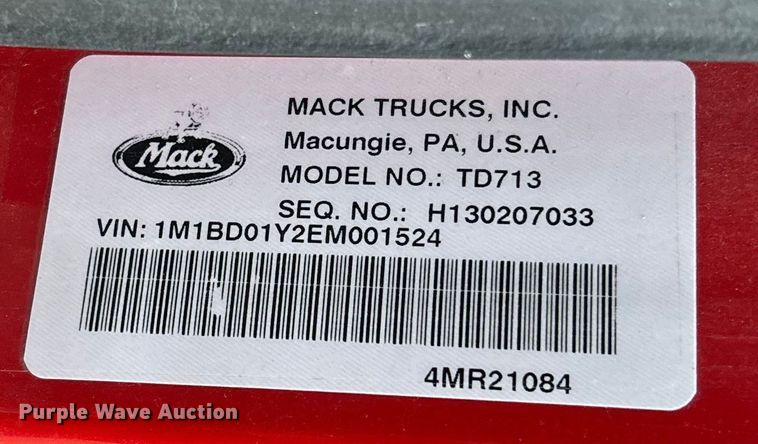 Mack
MACK TRUCKS, INC.
Macungie, PA, U.S.A.
MODEL NO.: TD713
SEQ. NO.: H130207033
VIN: 1M1BD01Y2EM001524
4MR21084
Purple Wave Auction